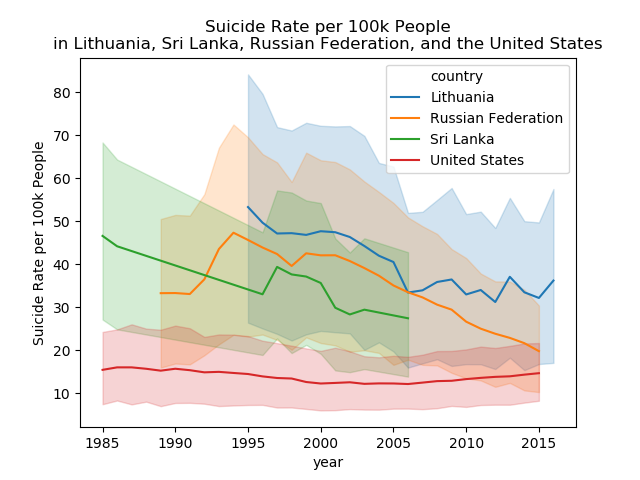 Suicide Rate per 100k People
in Lithuania, Sri Lanka, Russian Federation, and the United States
country
Lithuania
Russian Federation
Sri Lanka
United States
Suicide Rate per 100k People
80
70
60
50
40
30
20
10
1985 1990 1995 2000 2005 2010 2015
year